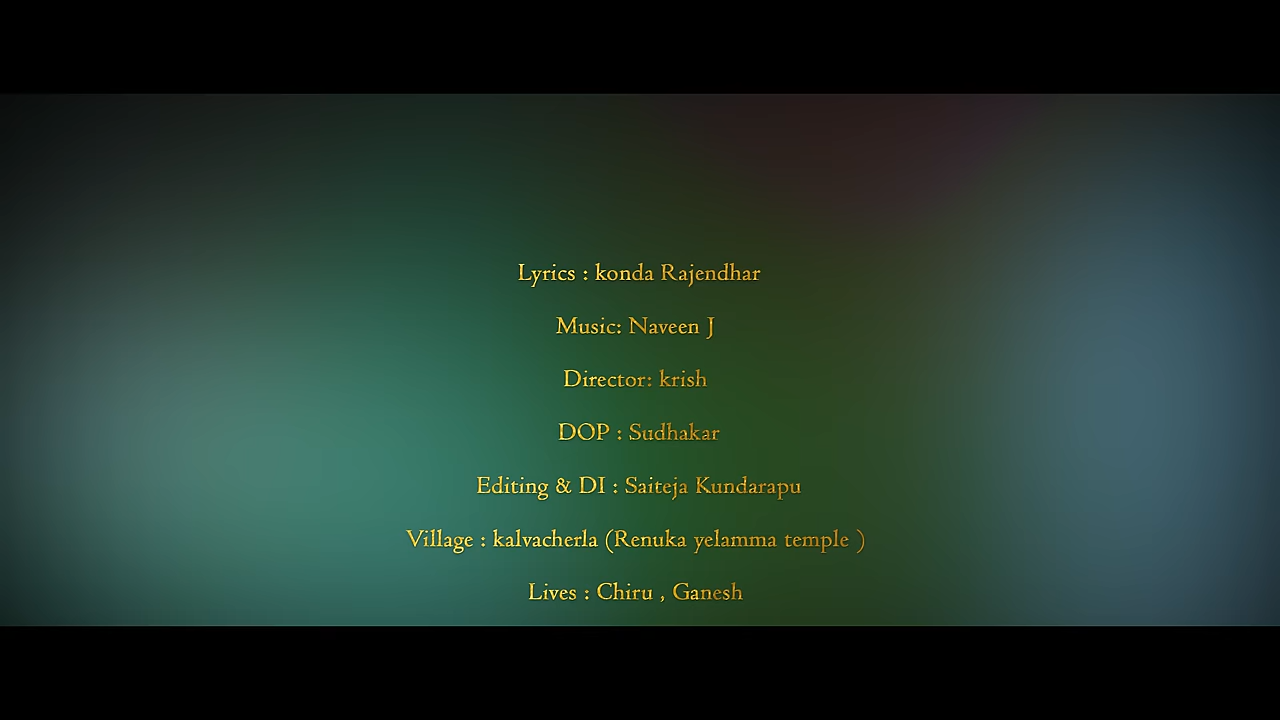 Lyrics : konda Rajendhar
Music: Naveen J
Director: krish
DOP : Sudhakar
Editing & DI : Saiteja Kundarapu
Village : kalvacherla (Renuka yelamma temple )
Lives : Chiru , Ganesh